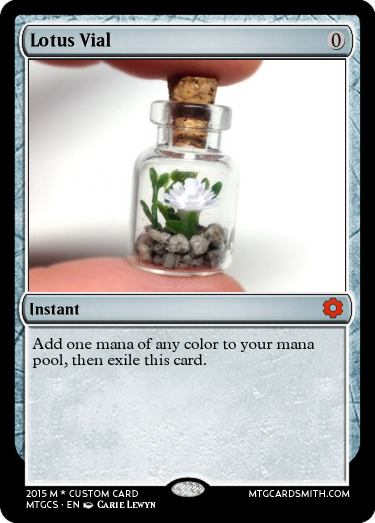 Lotus Vial 0
Instant
Add one mana of any color to your mana
pool, then exile this card.
2015 M * CUSTOM CARD
MTGCS · EN CARIE LEWYN
MTGCARDSMITH.COM